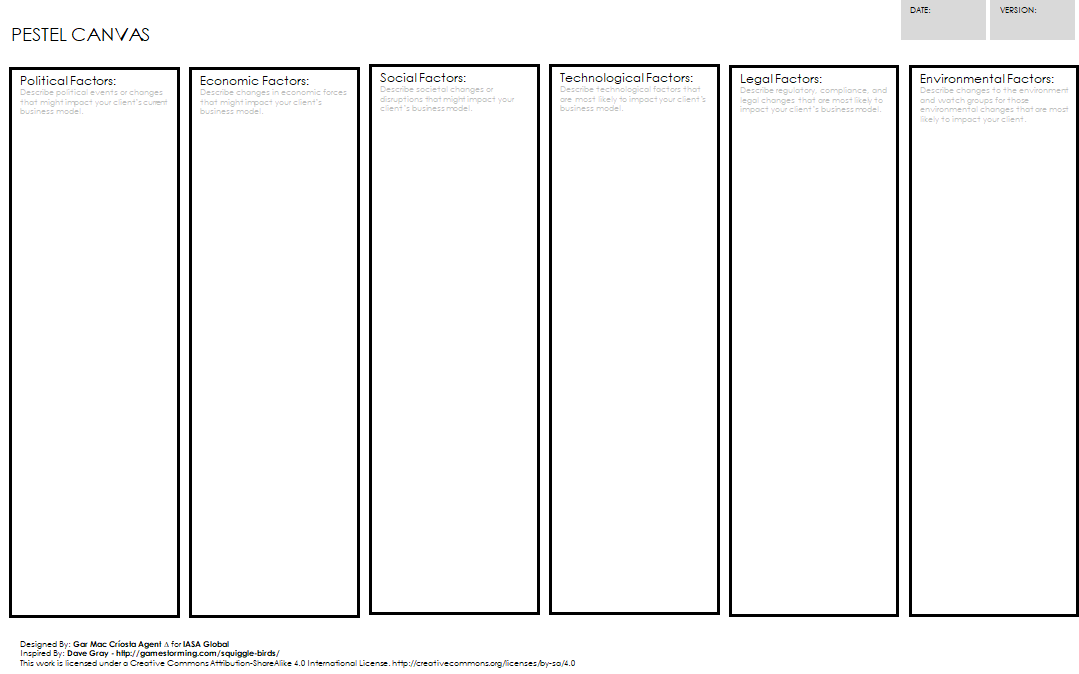 DATE:
VERSION:
PESTEL CANVAS
Political Factors:
Describe political events or changes
that might impact your client's current
business model.
Economic Factors:
Describe changes in economic forces
that might impact your client's
business model.
Social Factors:
Describe societal changes or
disruptions that might impact your
client's business model.
Technological Factors:
Describe technological factors that
are most likely to impact your client's
business model.
Legal Factors:
Describe regulatory, compliance, and
legal changes that are most likely to
impact your client's business model.
Environmental Factors:
Describe changes to the environment
and watch groups for those
environmental changes that are most
likely to impact your client.
Designed By: Gar Mac Críosta Agent Δ for IASA Global
Inspired By: Dave Gray - http://gamestorming.com/squiggle-birds/
This work is licensed under a Creative Commons Attribution-ShareAlike 4.0 International License. http://creativecommons.org/licenses/by-sa/4.0